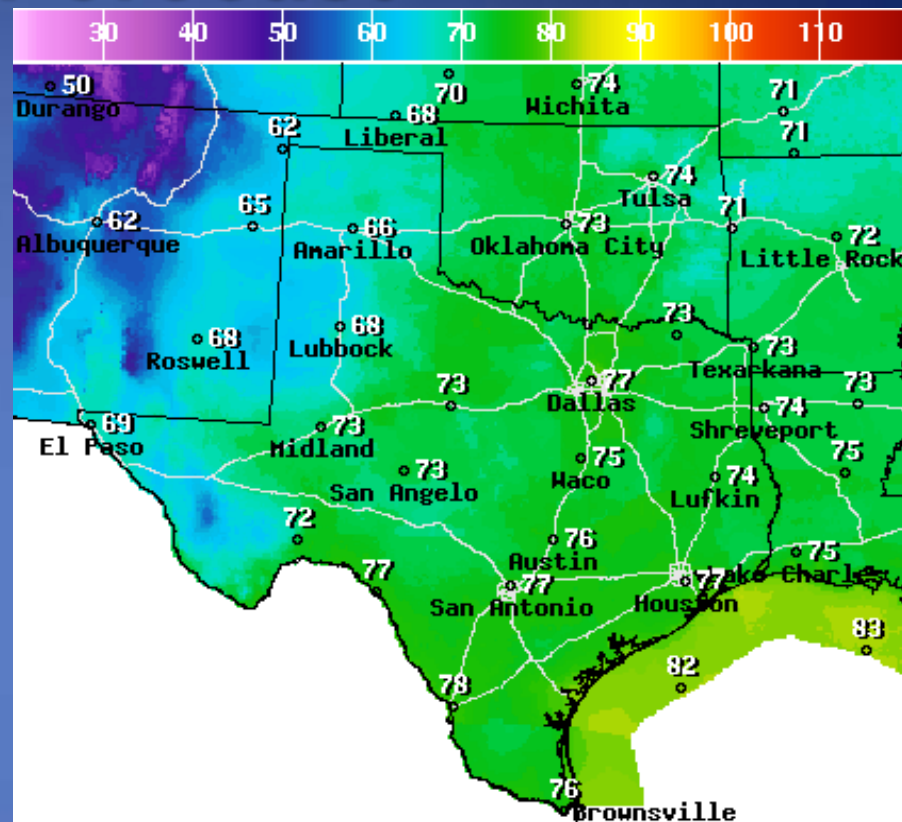 30 40 50 60 70 80 90 100 110
50
Durango
70
74
Wichita
68
Liberal
71
62
71
74
Tulsa
62
Albuquerque
65
66
Amarillo
73
Oklahoma City
71
72
Little Rock
68
Roswell
68
Lubbock
73
73
Texarkana
77
Dallas
73
69
El Paso
73
Midland
73
74
Shreveport
73
San Angelo
75
Waco
74
Lufkin
75
72
76
Austin
75
Lake Charles
77
77
San Antonio
77
Houston
83
82
78
76
Brownsville